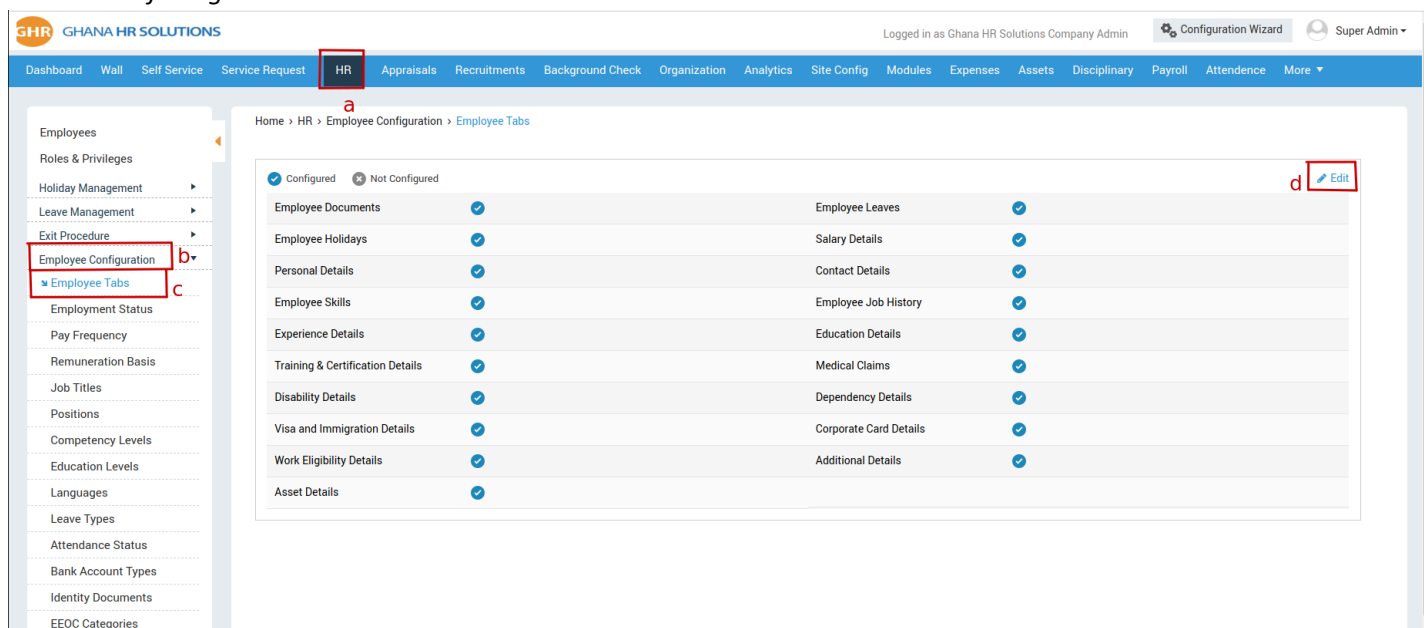 GHR GHANA HR SOLUTIONS
Logged in as Ghana HR Solutions Company Admin
Configuration Wizard
Super Admin
Dashboard Wall Self Service Service Request HR Appraisals Recruitments Background Check Organization Analytics Site Config Modules Expenses Assets Disciplinary Payroll Attendence More
a
Employees
Roles & Privileges
Holiday Management
Leave Management
Exit Procedure
Employee Configuration b
Employee Tabs c
Employment Status
Pay Frequency
Remuneration Basis
Job Titles
Positions
Competency Levels
Education Levels
Languages
Leave Types
Attendance Status
Bank Account Types
Identity Documents
EEOC Categories
Home › HR › Employee Configuration › Employee Tabs
Configured Not Configured
d Edit
Employee Documents Employee Leaves
Employee Holidays Salary Details
Personal Details Contact Details
Employee Skills Employee Job History
Experience Details Education Details
Training & Certification Details Medical Claims
Disability Details Dependency Details
Visa and Immigration Details Corporate Card Details
Work Eligibility Details Additional Details
Asset Details